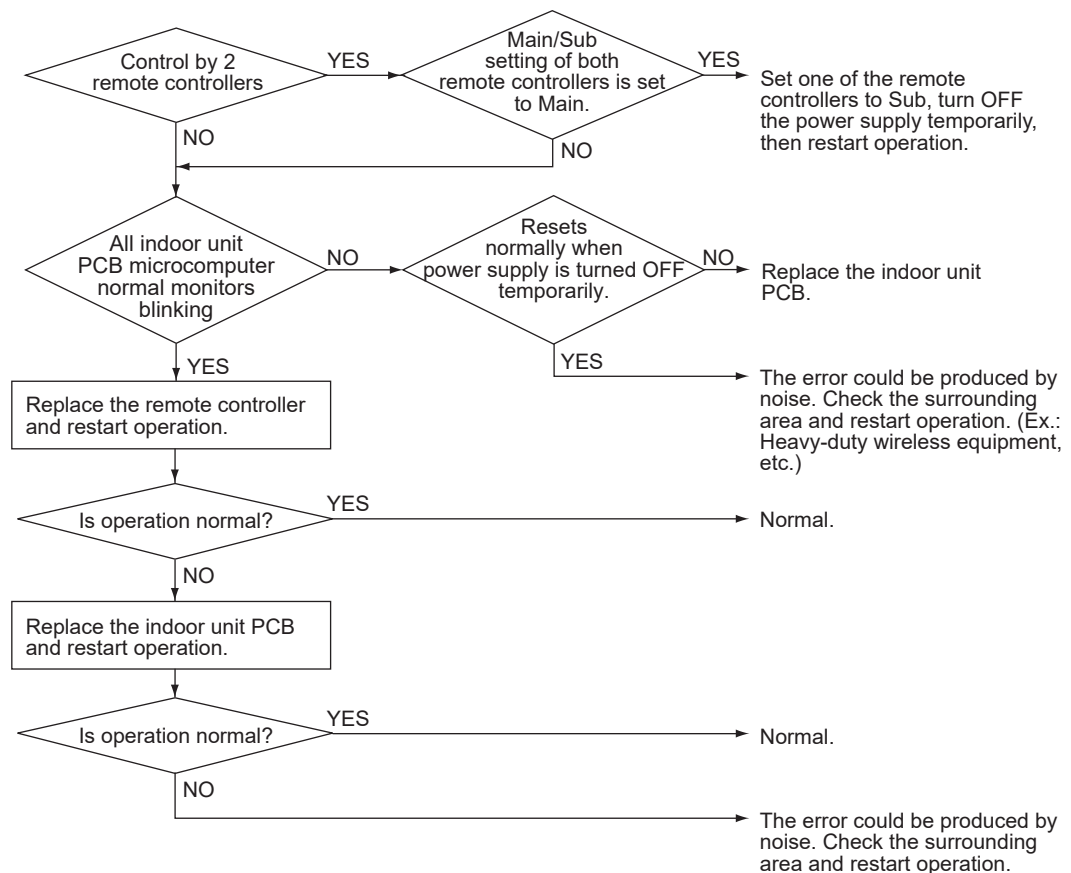 Control by 2
remote controllers
YES
Main/Sub
setting of both
remote controllers is set
to Main.
YES
Set one of the remote
controllers to Sub, turn OFF
the power supply temporarily,
then restart operation.
NO
NO
All indoor unit
PCB microcomputer
normal monitors
blinking
NO
Resets
normally when
power supply is turned OFF
temporarily.
NO
Replace the indoor unit
PCB.
YES
YES
The error could be produced by
noise. Check the surrounding
area and restart operation. (Ex.:
Heavy-duty wireless equipment,
etc.)
Replace the remote controller
and restart operation.
Is operation normal?
YES
Normal.
NO
Replace the indoor unit PCB
and restart operation.
Is operation normal?
YES
Normal.
NO
The error could be produced by
noise. Check the surrounding
area and restart operation.